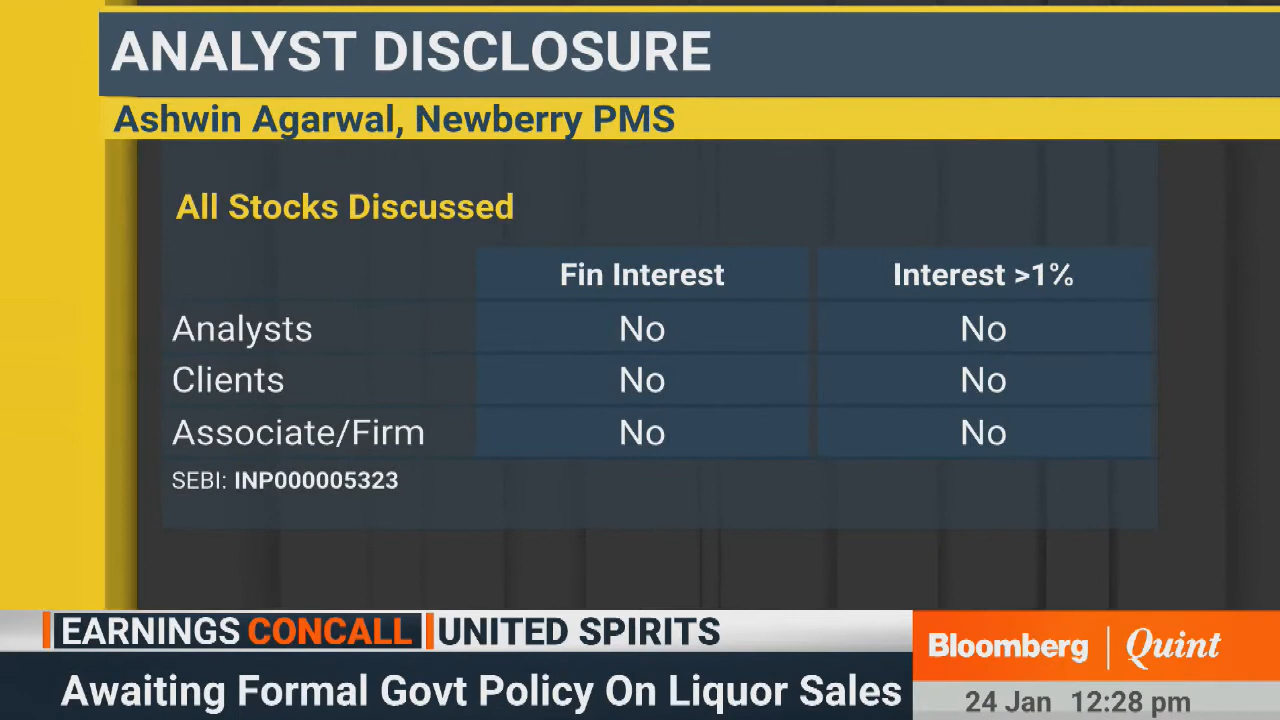 ANALYST DISCLOSURE
Ashwin Agarwal, Newberry PMS
All Stocks Discussed
Fin Interest Interest >1%
Analysts No No
Clients No No
Associate/Firm No No
SEBI: INP000005323
EARNINGS CONCALL UNITED SPIRITS
Awaiting Formal Govt Policy On Liquor Sales
Bloomberg | Quint
24 Jan 12:28 pm